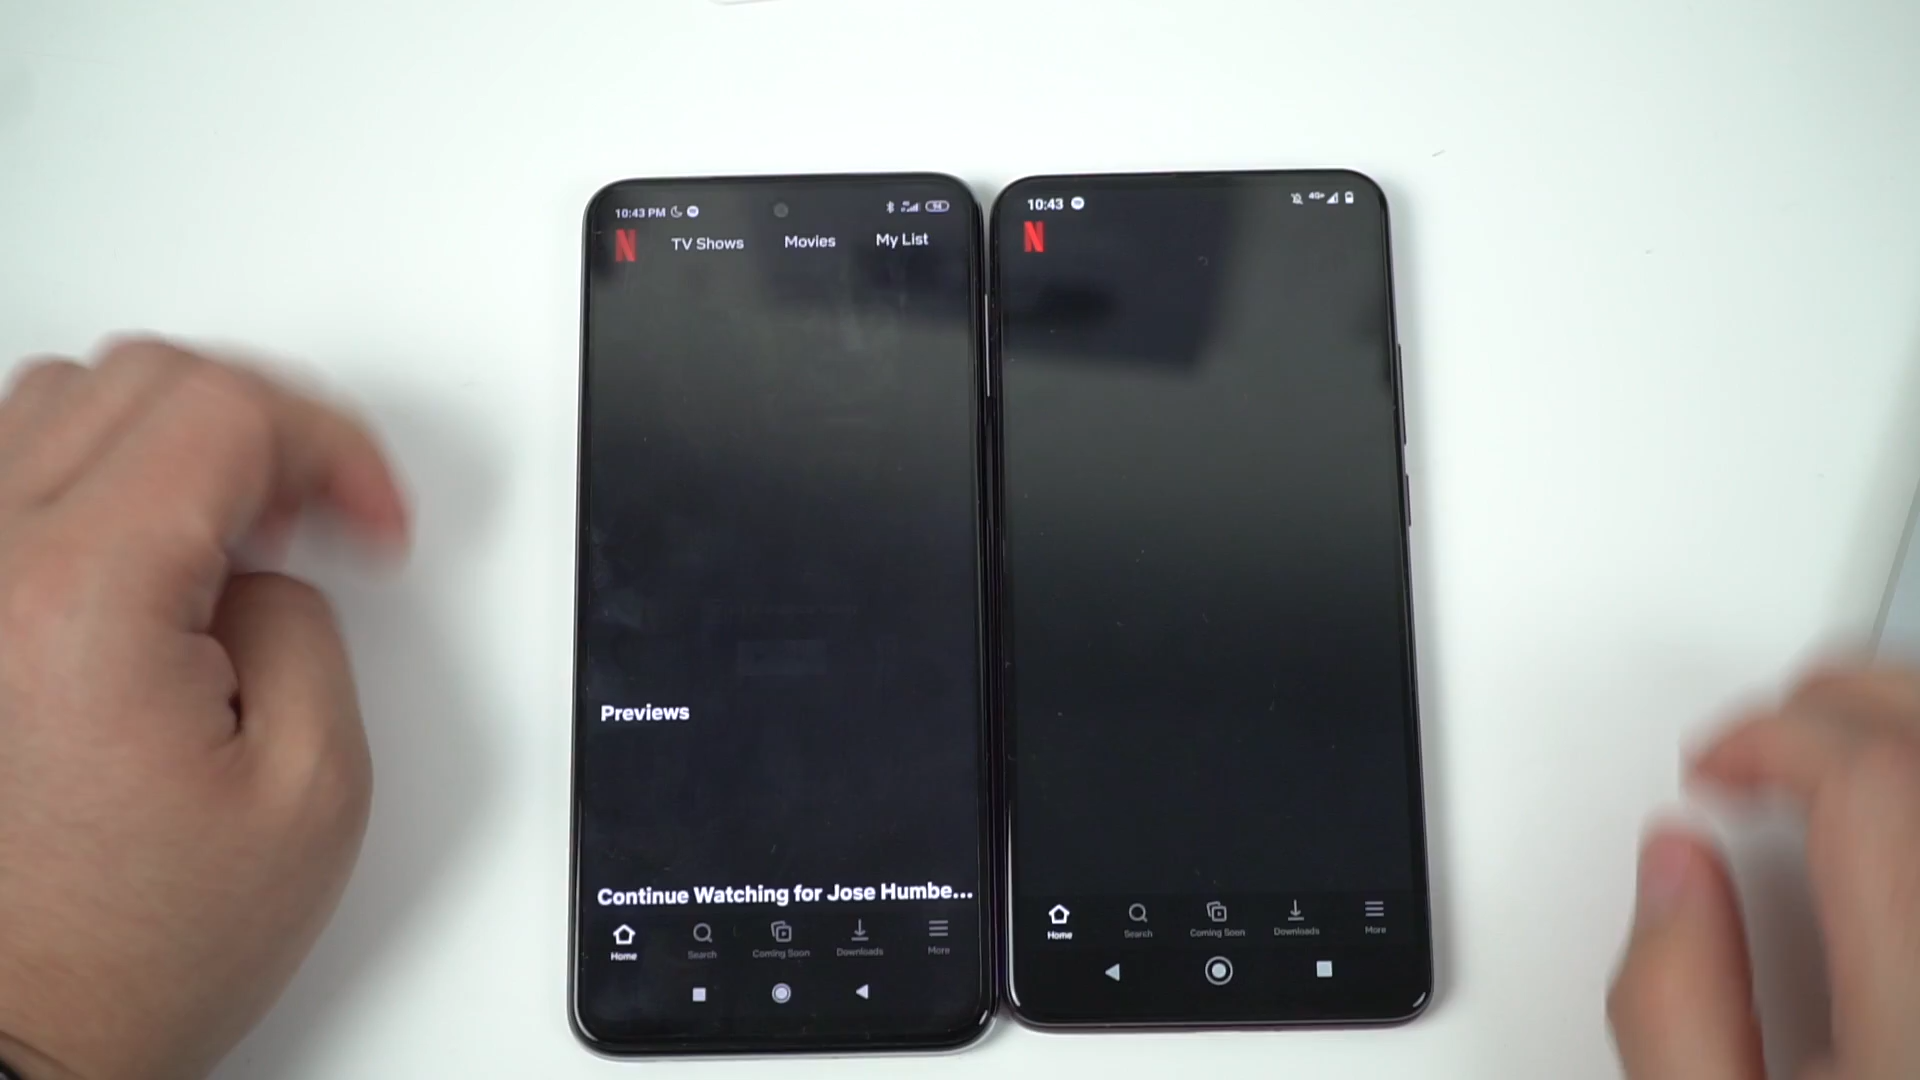 10:43 PM
N
TV Shows
Movies
My List
Previews
Continue Watching for Jose Humbe...
Home
Search
Coming Soon
Downloads
More
10:43
4G+
N
Home
Search
Coming Soon
Downloads
More